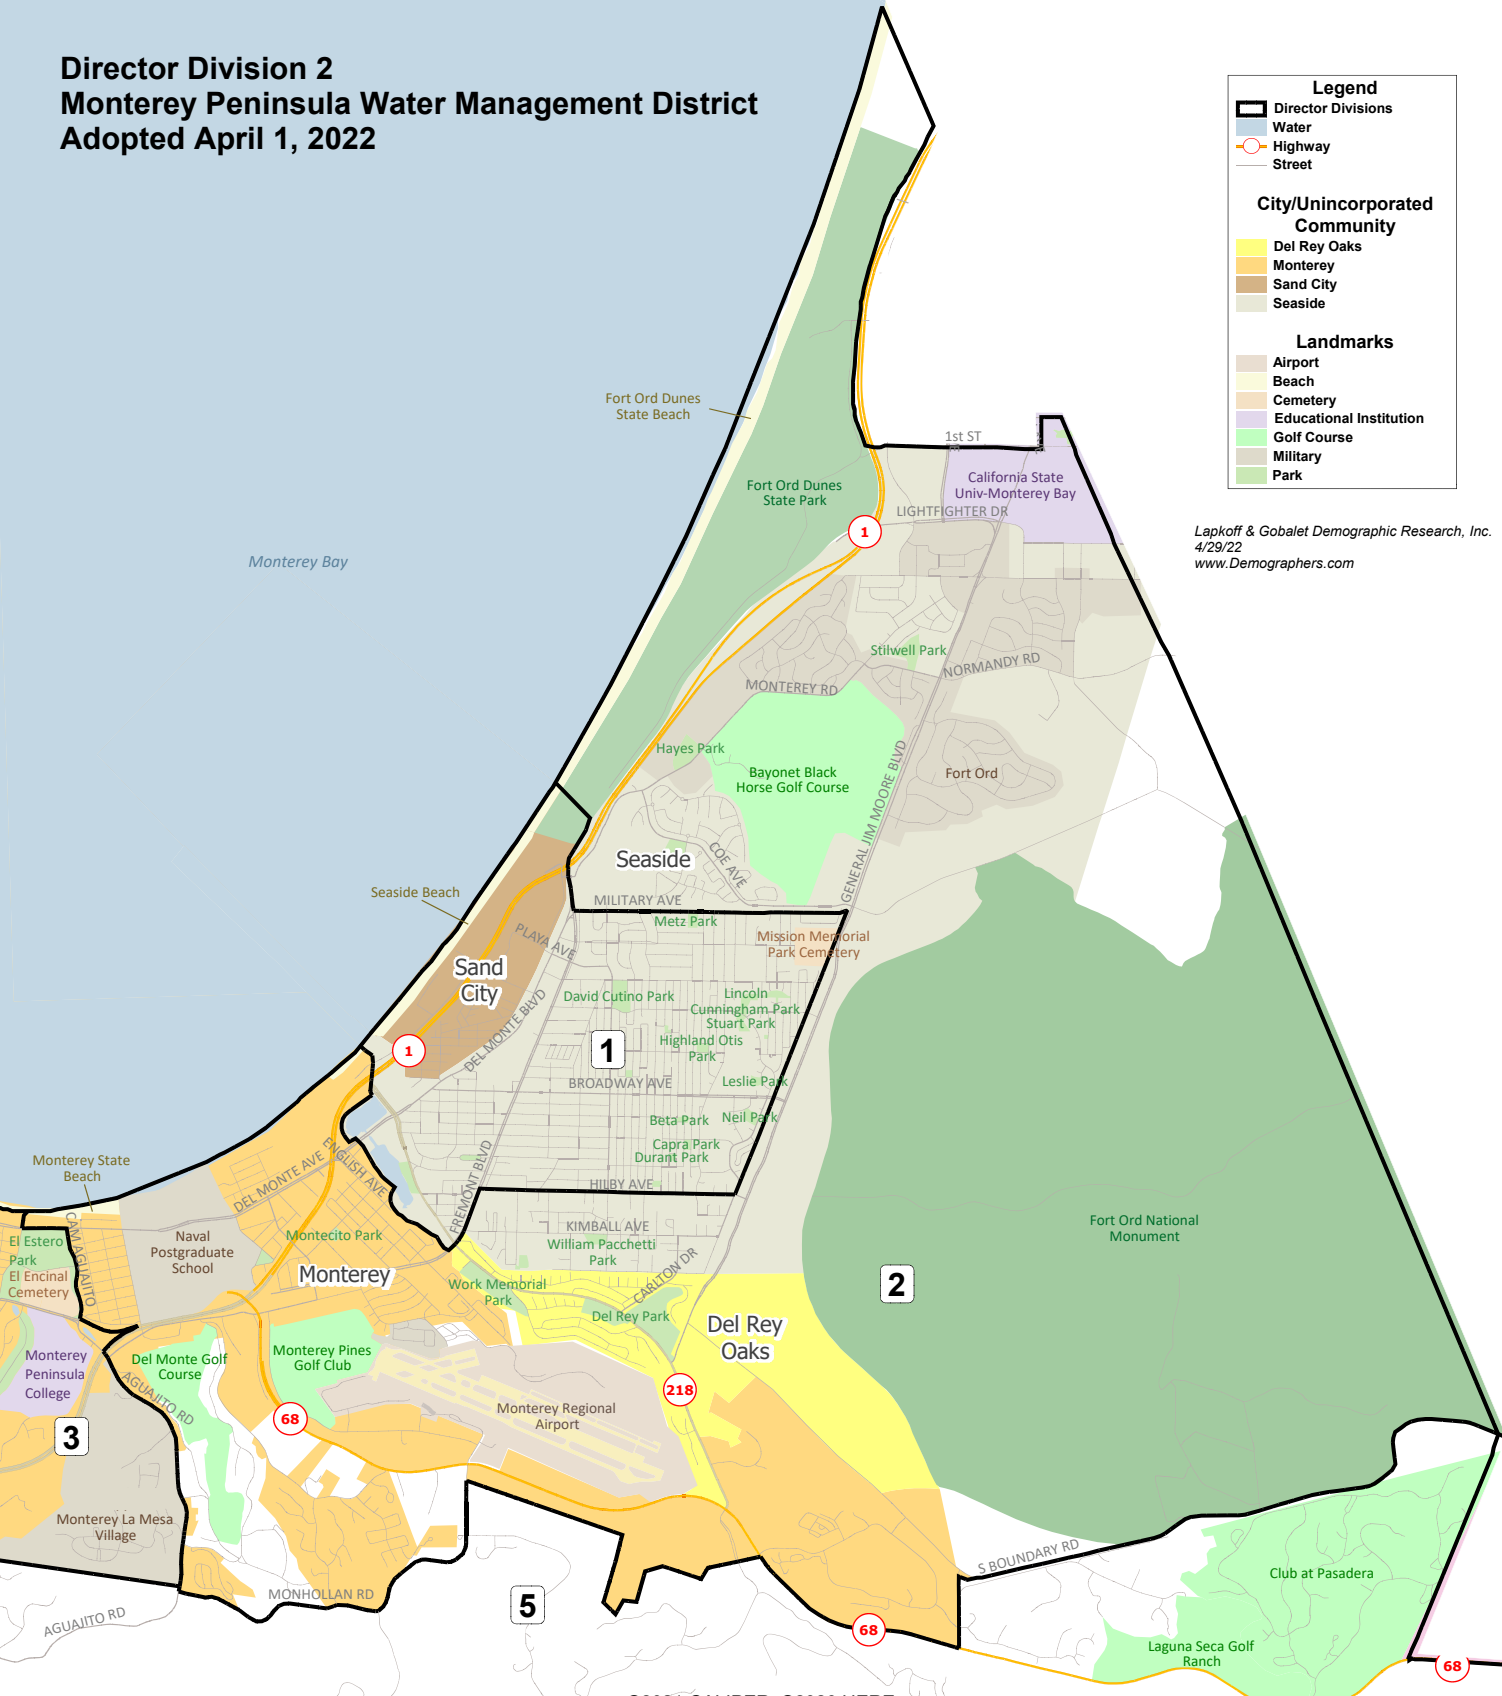 Director Division 2
Monterey Peninsula Water Management District
Adopted April 1, 2022
Legend
Director Divisions
Water
Highway
Street
City/Unincorporated
Community
Del Rey Oaks
Monterey
Sand City
Seaside
Landmarks
Airport
Beach
Cemetery
Educational Institution
Golf Course
Military
Park
Lapkoff & Gobalet Demographic Research, Inc.
4/29/22
www.Demographers.com
Fort Ord Dunes
State Beach
1st ST
California State
Univ-Monterey Bay
Fort Ord Dunes
State Park
LIGHTFIGHTER DR
1
Monterey Bay
Stilwell Park
NORMANDY RD
MONTEREY RD
Hayes Park
Bayonet Black
Horse Golf Course
Fort Ord
GENERAL JIM MOORE BLVD
Seaside
COE AVE
Seaside Beach
MILITARY AVE
Metz Park
PLAYA AVE
Mission Memorial
Park Cemetery
Sand
City
David Cutino Park
Lincoln
Cunningham Park
Stuart Park
DEL MONTE BLVD
Highland Otis
Park
1
1
BROADWAY AVE
Leslie Park
Beta Park
Neil Park
Capra Park
Durant Park
ENGLISH AVE
DEL MONTE AVE
Monterey State
Beach
FREMONT BLVD
HILBY AVE
KIMBALL AVE
William Pacchetti
Park
Fort Ord National
Monument
CAM AGUAJITO
El Estero
Park
El Encinal
Cemetery
Naval
Postgraduate
School
Montecito Park
Monterey
Work Memorial
Park
CARLTON DR
2
Del Rey Park
Del Rey
Oaks
Monterey
Peninsula
College
Del Monte Golf
Course
Monterey Pines
Golf Club
AGUAJITO RD
218
Monterey Regional
Airport
68
3
Monterey La Mesa
Village
S BOUNDARY RD
Club at Pasadera
MONHOLLAN RD
5
AGUAJITO RD
68
Laguna Seca Golf
Ranch
68